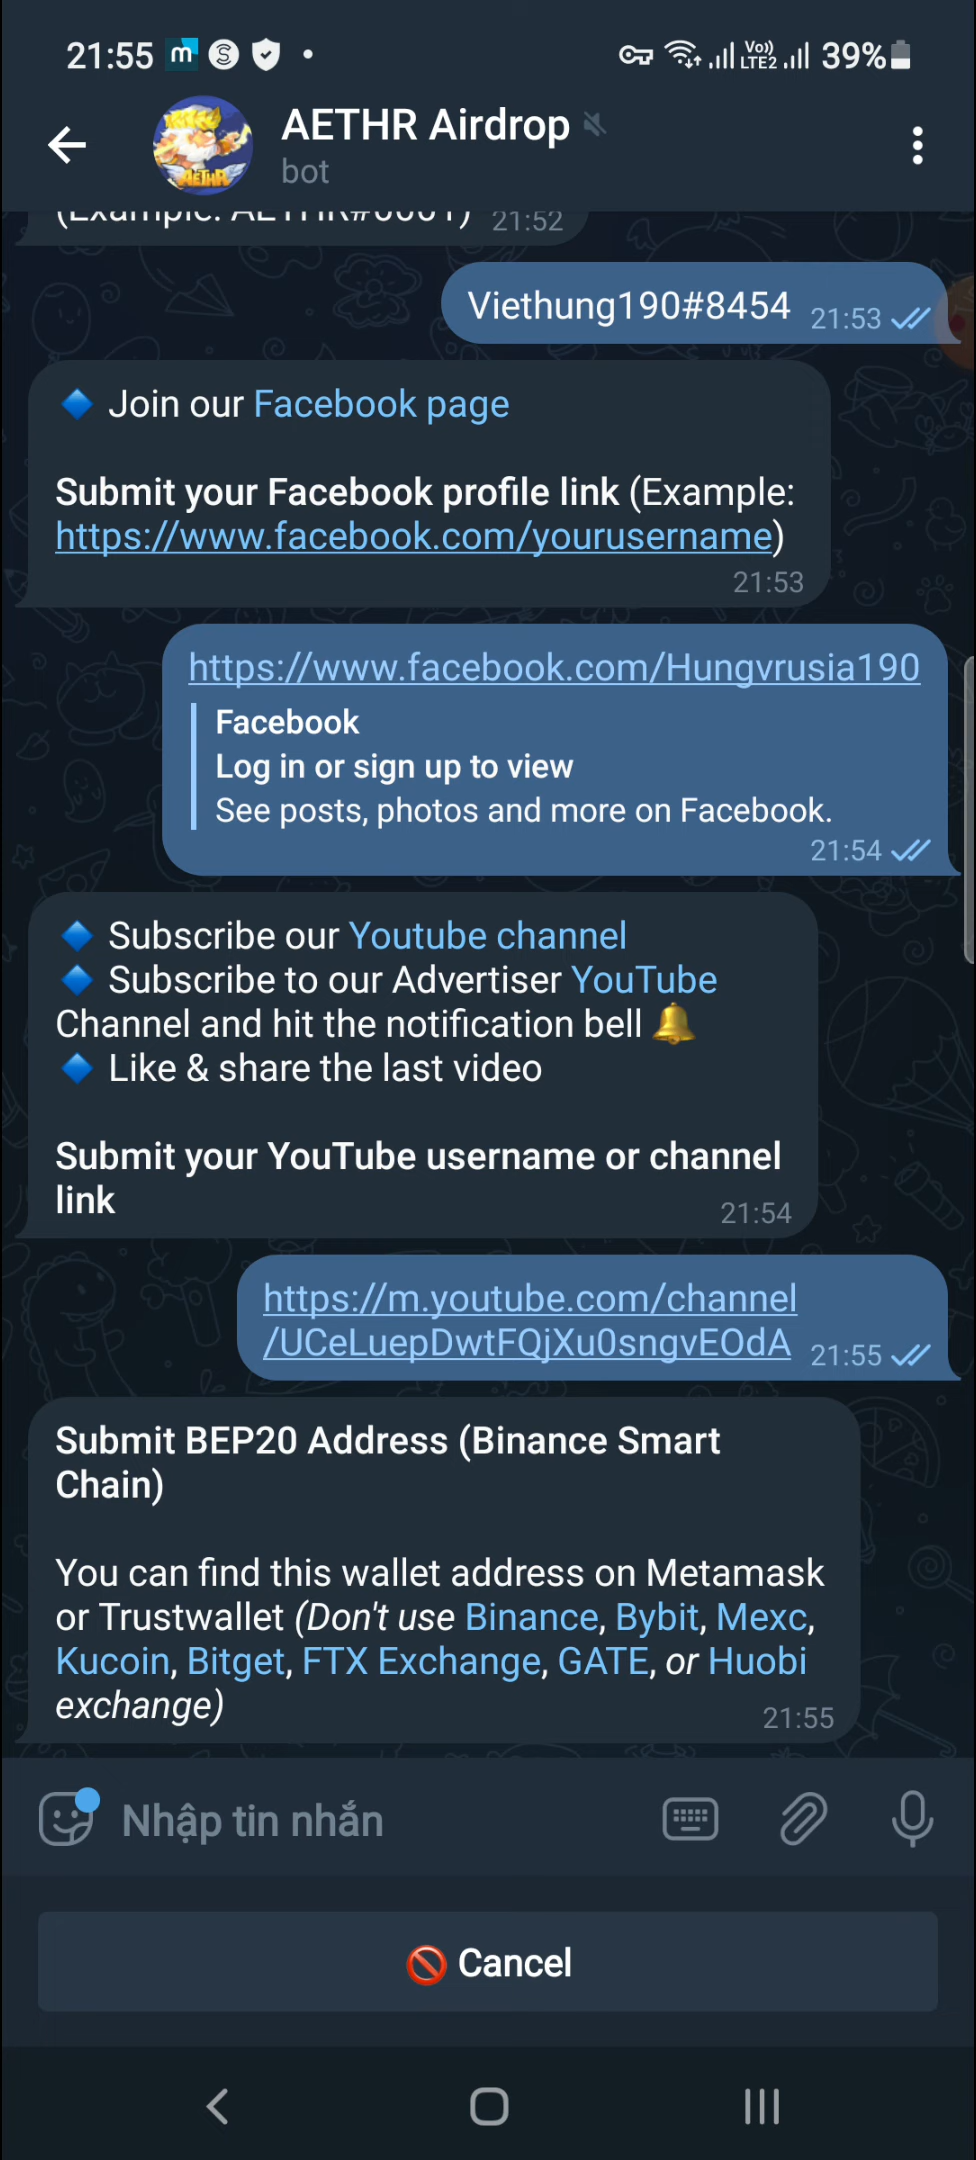 21:55 m S Vo)) LTE2 39%
AETHR Airdrop
AETHR
bot
(Example: AETHR#0001) 21:52
Viethung190#8454 21:53
Join our Facebook page
Submit your Facebook profile link (Example:
https://www.facebook.com/yourusername)
21:53
https://www.facebook.com/Hungvrusia190
Facebook
Log in or sign up to view
See posts, photos and more on Facebook.
21:54
Subscribe our Youtube channel
Subscribe to our Advertiser YouTube
Channel and hit the notification bell
Like & share the last video
Submit your YouTube username or channel
link
21:54
https://m.youtube.com/channel
/UCeLuepDwtFQjXu0sngvEOdA 21:55
Submit BEP20 Address (Binance Smart
Chain)
You can find this wallet address on Metamask
or Trustwallet (Don't use Binance, Bybit, Mexc,
Kucoin, Bitget, FTX Exchange, GATE, or Huobi
exchange)
21:55
Nhập tin nhắn
Cancel